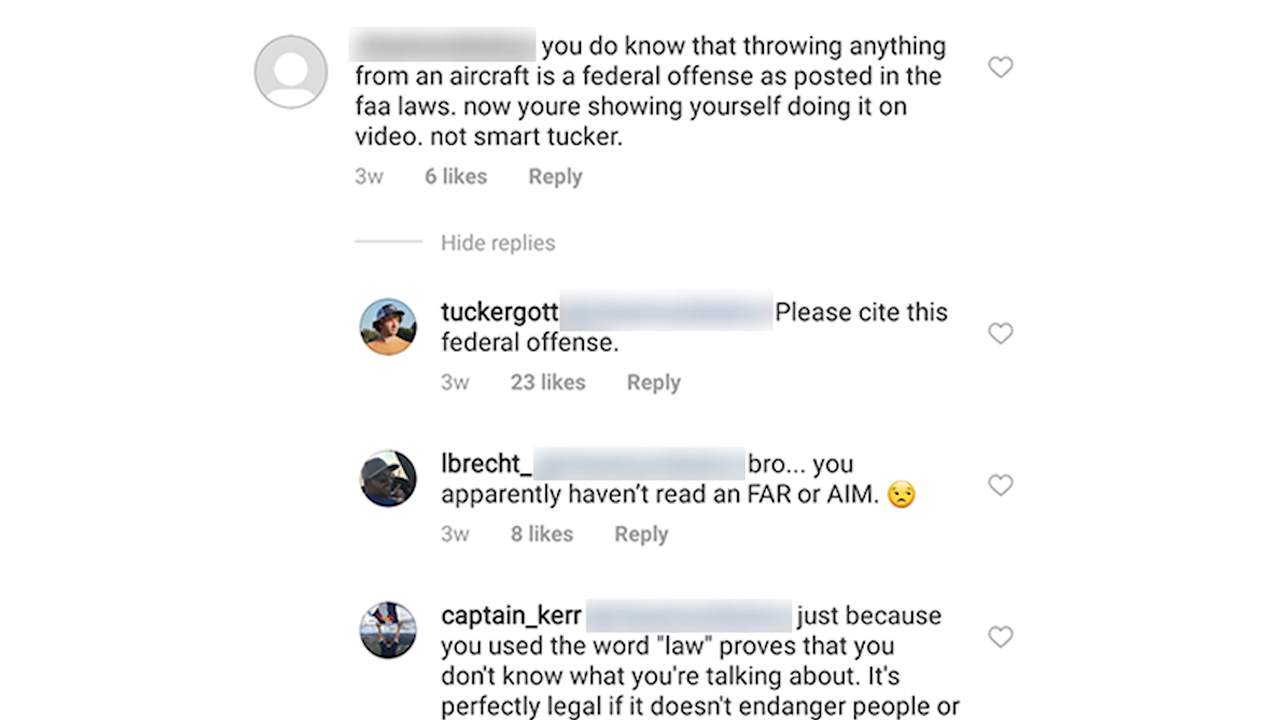 you do know that throwing anything
from an aircraft is a federal offense as posted in the
faa laws. now youre showing yourself doing it on
video. not smart tucker.
3w 6 likes Reply
Hide replies
tuckergott Please cite this
federal offense.
3w 23 likes Reply
lbrecht_ bro... you
apparently haven’t read an FAR or AIM. 😒
3w 8 likes Reply
captain_kerr just because
you used the word "law" proves that you
don't know what you're talking about. It's
perfectly legal if it doesn't endanger people or